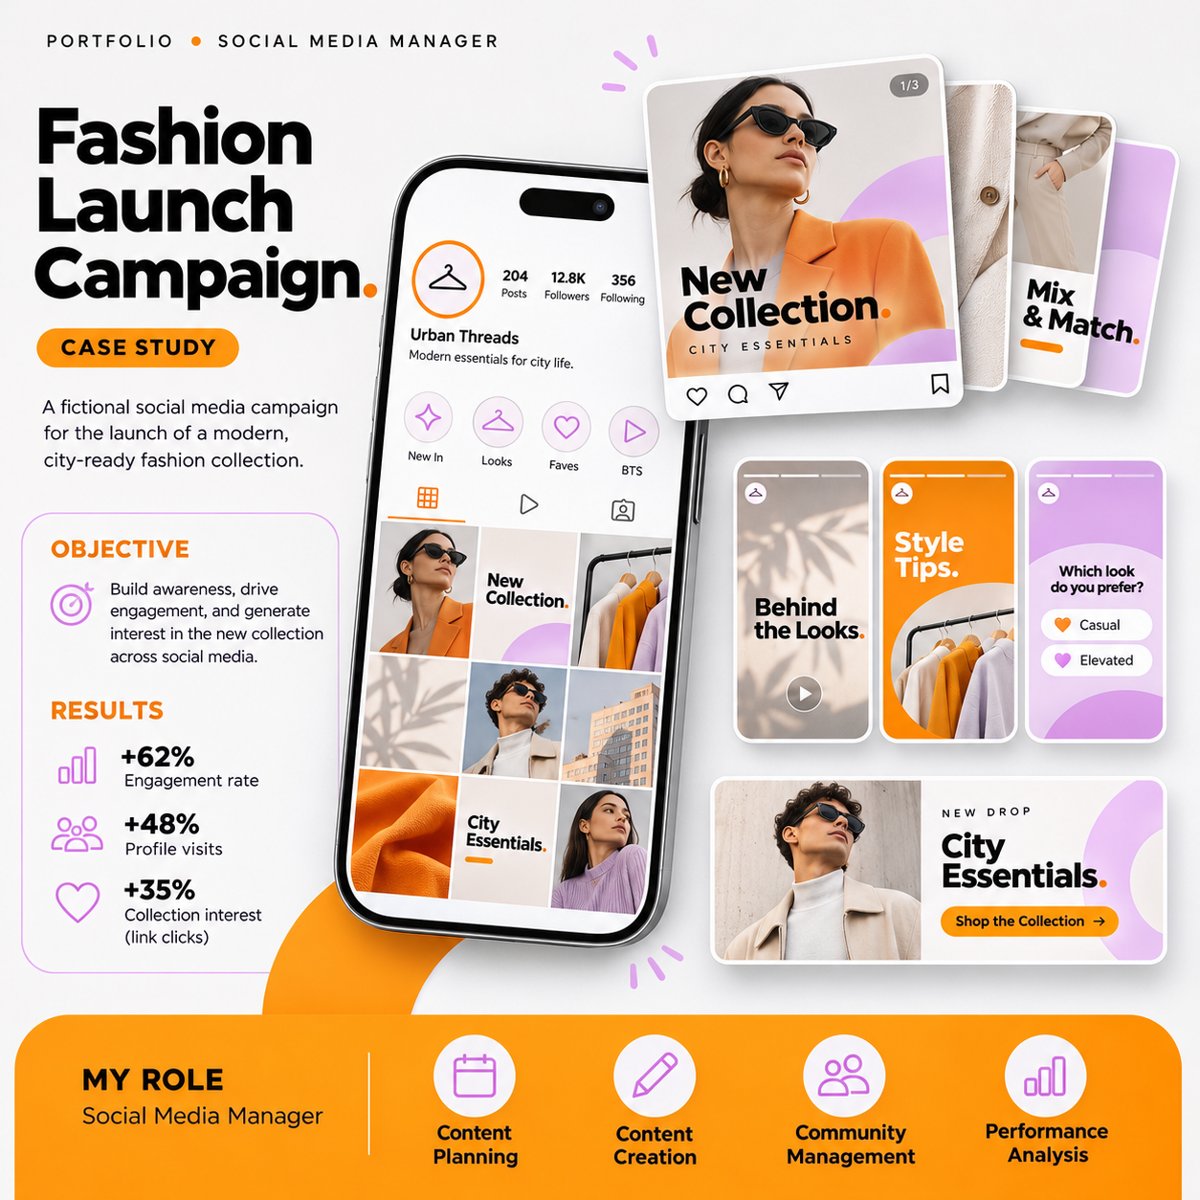 PORTFOLIO • SOCIAL MEDIA MANAGER
Fashion
Launch
Campaign.
CASE STUDY
A fictional social media campaign
for the launch of a modern,
city-ready fashion collection.
OBJECTIVE
Build awareness, drive
engagement, and generate
interest in the new collection
across social media.
RESULTS
+62%
Engagement rate
+48%
Profile visits
+35%
Collection interest
(link clicks)
204
Posts
12.8K
Followers
356
Following
Urban Threads
Modern essentials for city life.
New In
Looks
Faves
BTS
New
Collection.
City
Essentials.
1/3
New
Collection.
CITY ESSENTIALS
Mix
& Match.
Behind
the Looks.
Style
Tips.
Which look
do you prefer?
Casual
Elevated
NEW DROP
City
Essentials.
Shop the Collection →
MY ROLE
Social Media Manager
Content
Planning
Content
Creation
Community
Management
Performance
Analysis